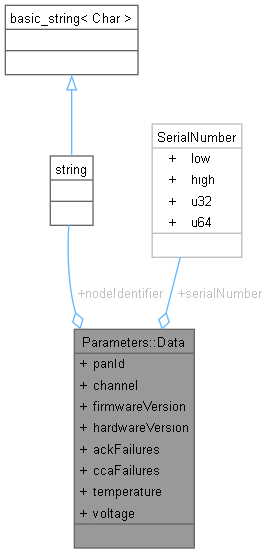 basic_string< Char >
SerialNumber
+ low
+ high
+ u32
+ u64
string
+nodeIdentifier
+serialNumber
Parameters::Data
+ panId
+ channel
+ firmwareVersion
+ hardwareVersion
+ ackFailures
+ ccaFailures
+ temperature
+ voltage